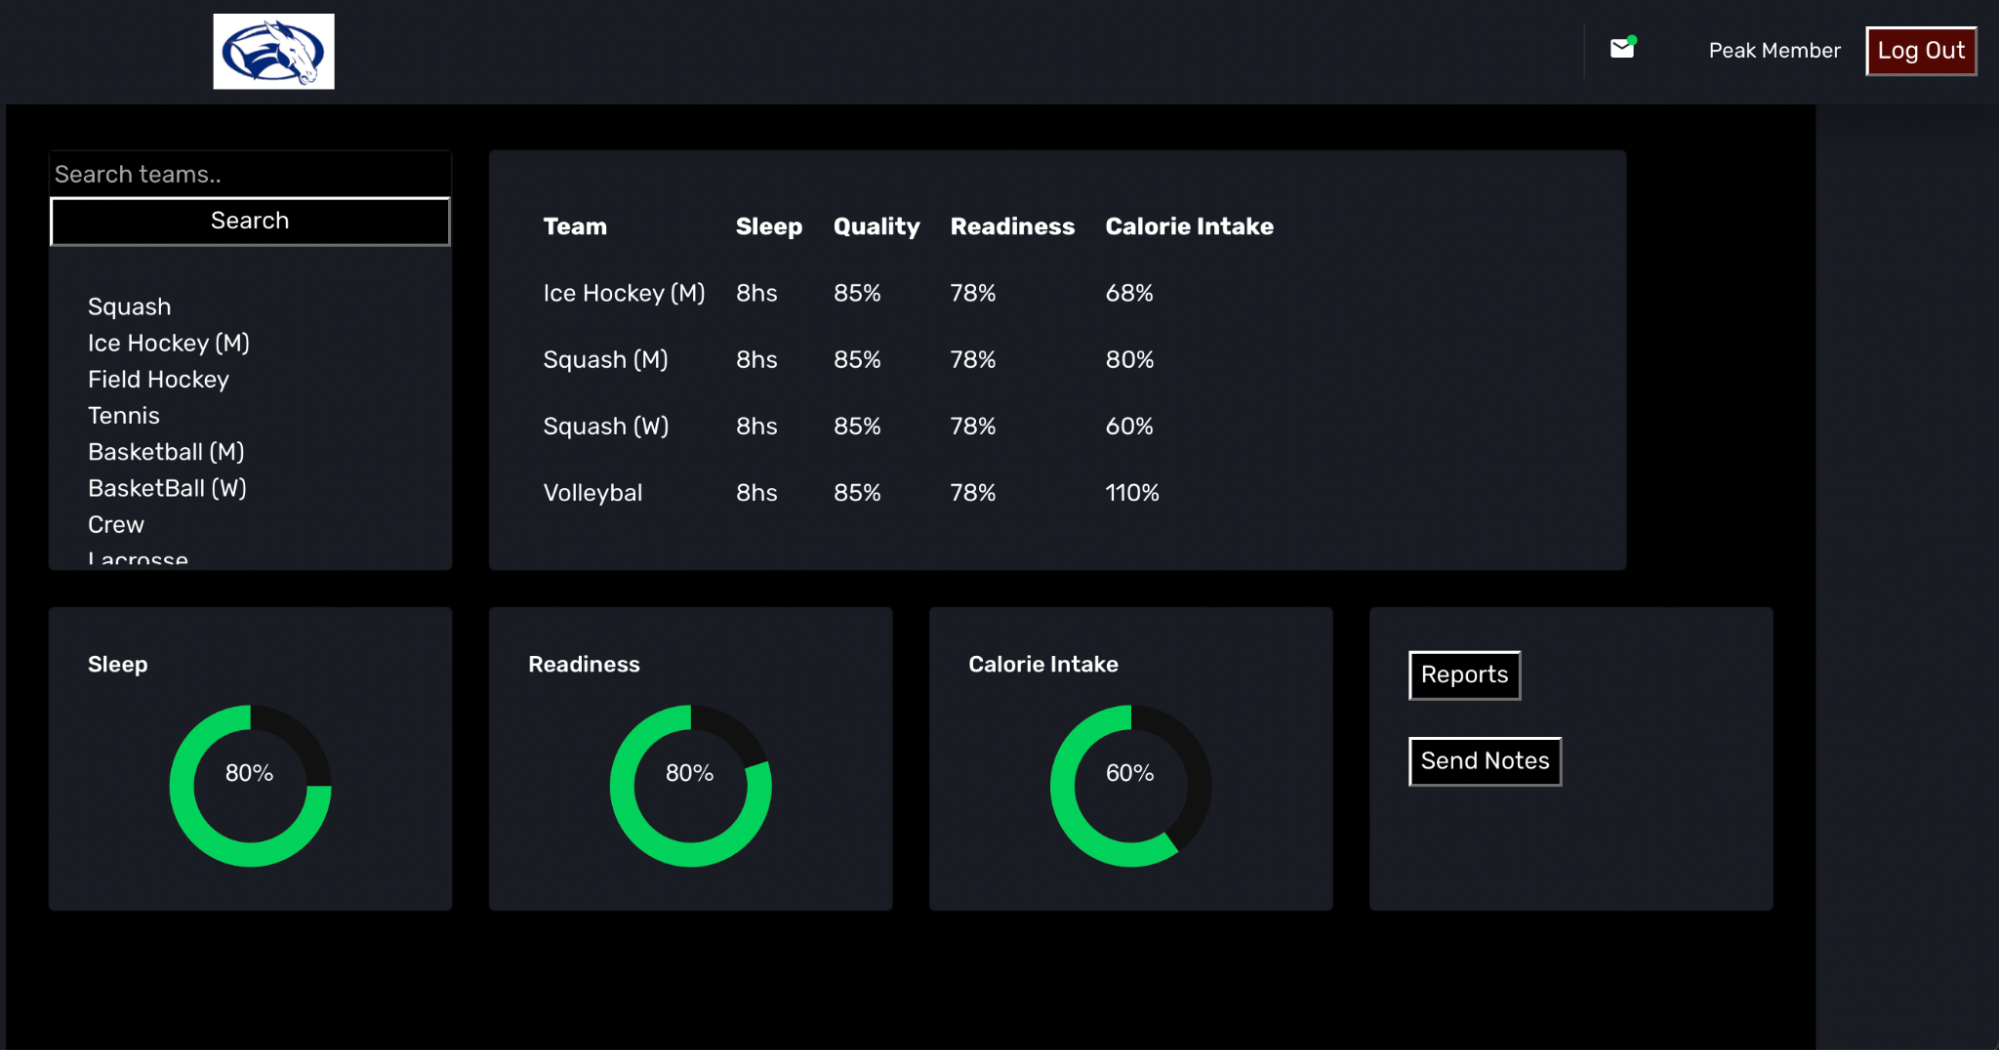 Peak Member
Log Out
Search teams..
Search
Squash
Ice Hockey (M)
Field Hockey
Tennis
Basketball (M)
BasketBall (W)
Crew
Lacrosse
Team Sleep Quality Readiness Calorie Intake
Ice Hockey (M) 8hs 85% 78% 68%
Squash (M) 8hs 85% 78% 80%
Squash (W) 8hs 85% 78% 60%
Volleybal 8hs 85% 78% 110%
Sleep
80%
Readiness
80%
Calorie Intake
60%
Reports
Send Notes